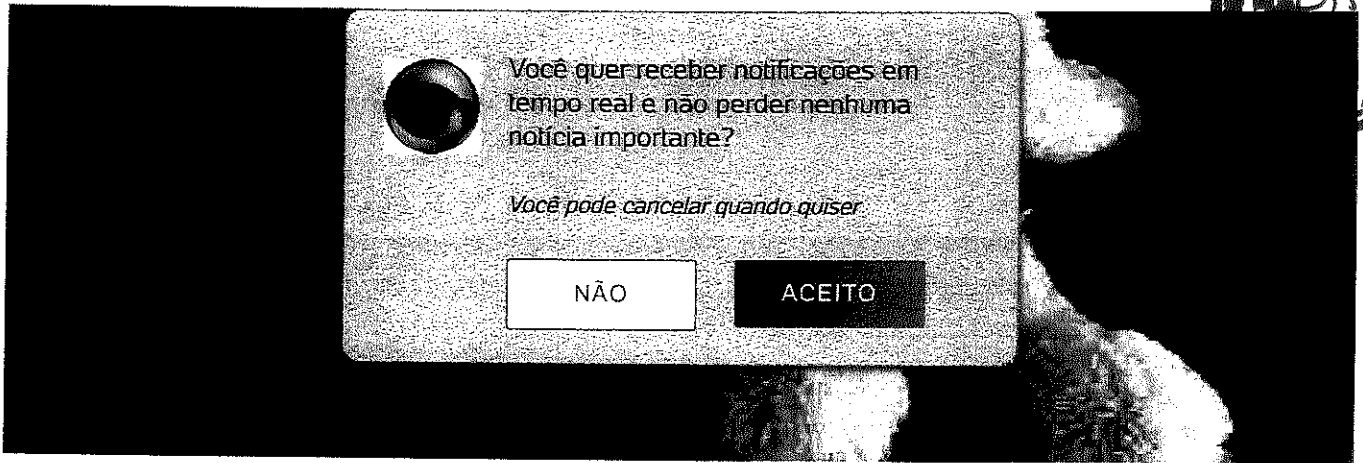 Você quer receber notificações em
tempo real e não perder nenhuma
notícia importante?
Você pode cancelar quando quiser
NÃO
ACEITO